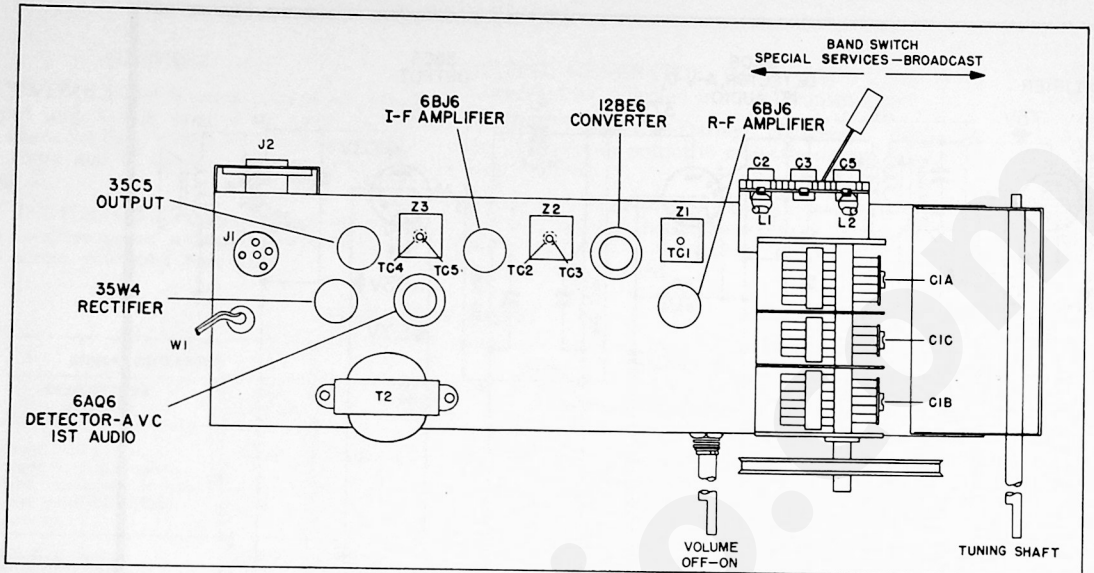 BAND SWITCH
SPECIAL SERVICES—BROADCAST
6BJ6
I-F AMPLIFIER
12BE6
CONVERTER
6BJ6
R-F AMPLIFIER
J2
C2
C3
C5
35C5
OUTPUT
Z3
Z2
Z1
L1
L2
J1
TC4
TC5
TC2
TC3
TC1
C1A
35W4
RECTIFIER
W1
C1C
T2
C1B
6AQ6
DETECTOR-AVC
1ST AUDIO
VOLUME
OFF-ON
TUNING SHAFT